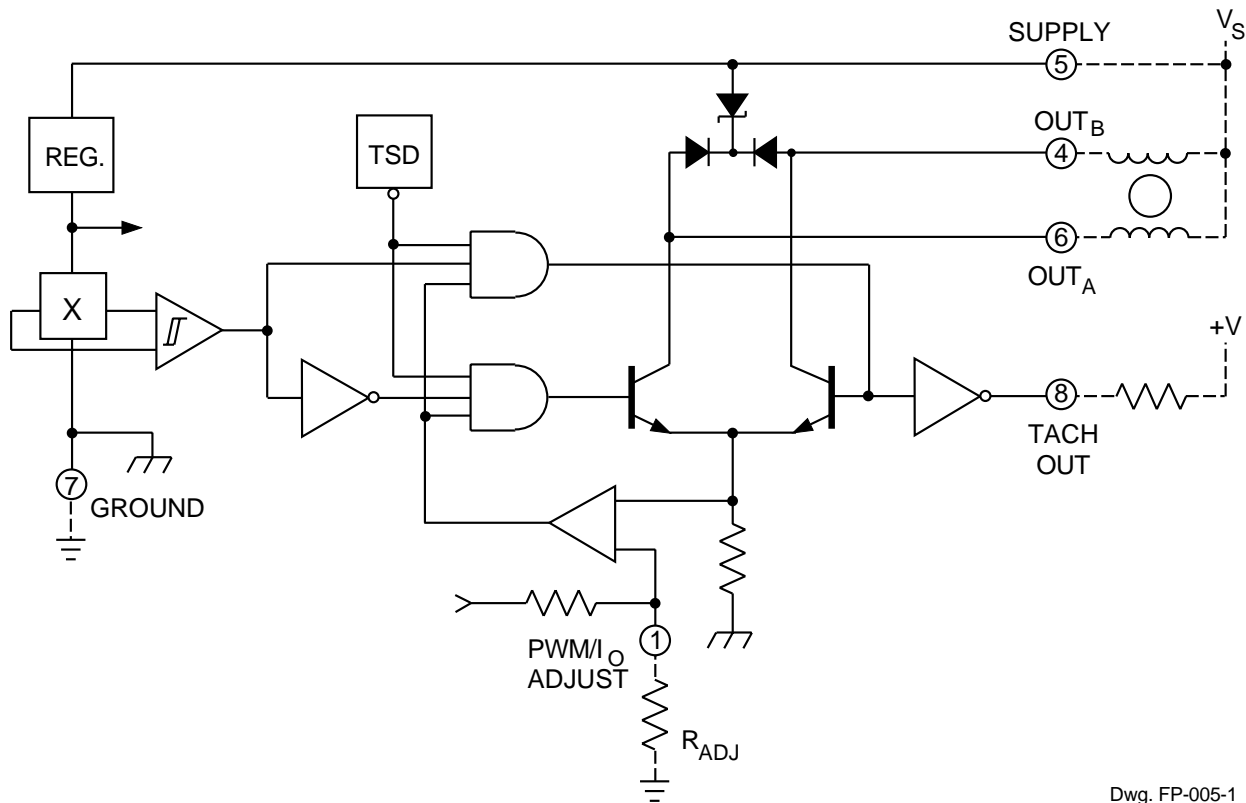 V_S
SUPPLY
5
REG.
TSD
OUT_B
4
6
OUT_A
X
+V
8
TACH
OUT
7
GROUND
PWM/I_O
ADJUST
1
R_ADJ
Dwg. FP-005-1